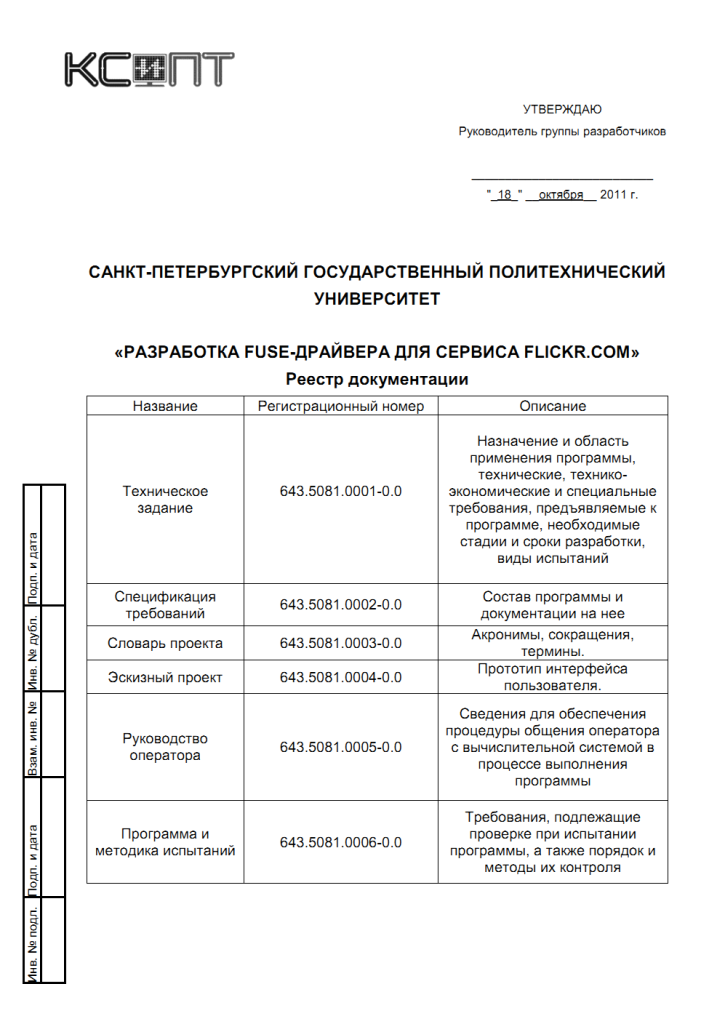 КСИПТ
УТВЕРЖДАЮ
Руководитель группы разработчиков
"_18_" __октября__ 2011 г.
САНКТ-ПЕТЕРБУРГСКИЙ ГОСУДАРСТВЕННЫЙ ПОЛИТЕХНИЧЕСКИЙ
УНИВЕРСИТЕТ
«РАЗРАБОТКА FUSE-ДРАЙВЕРА ДЛЯ СЕРВИСА FLICKR.COM»
Реестр документации
Название Регистрационный номер Описание
Техническое
задание
643.5081.0001-0.0
Назначение и область
применения программы,
технические, технико-
экономические и специальные
требования, предъявляемые к
программе, необходимые
стадии и сроки разработки,
виды испытаний
Спецификация
требований
643.5081.0002-0.0
Состав программы и
документации на нее
Словарь проекта
643.5081.0003-0.0
Акронимы, сокращения,
термины.
Эскизный проект
643.5081.0004-0.0
Прототип интерфейса
пользователя.
Руководство
оператора
643.5081.0005-0.0
Сведения для обеспечения
процедуры общения оператора
с вычислительной системой в
процессе выполнения
программы
Программа и
методика испытаний
643.5081.0006-0.0
Требования, подлежащие
проверке при испытании
программы, а также порядок и
методы их контроля
Подп. и дата
Инв. № дубл.
Взам. инв. №
Подп. и дата
Инв. № подл.